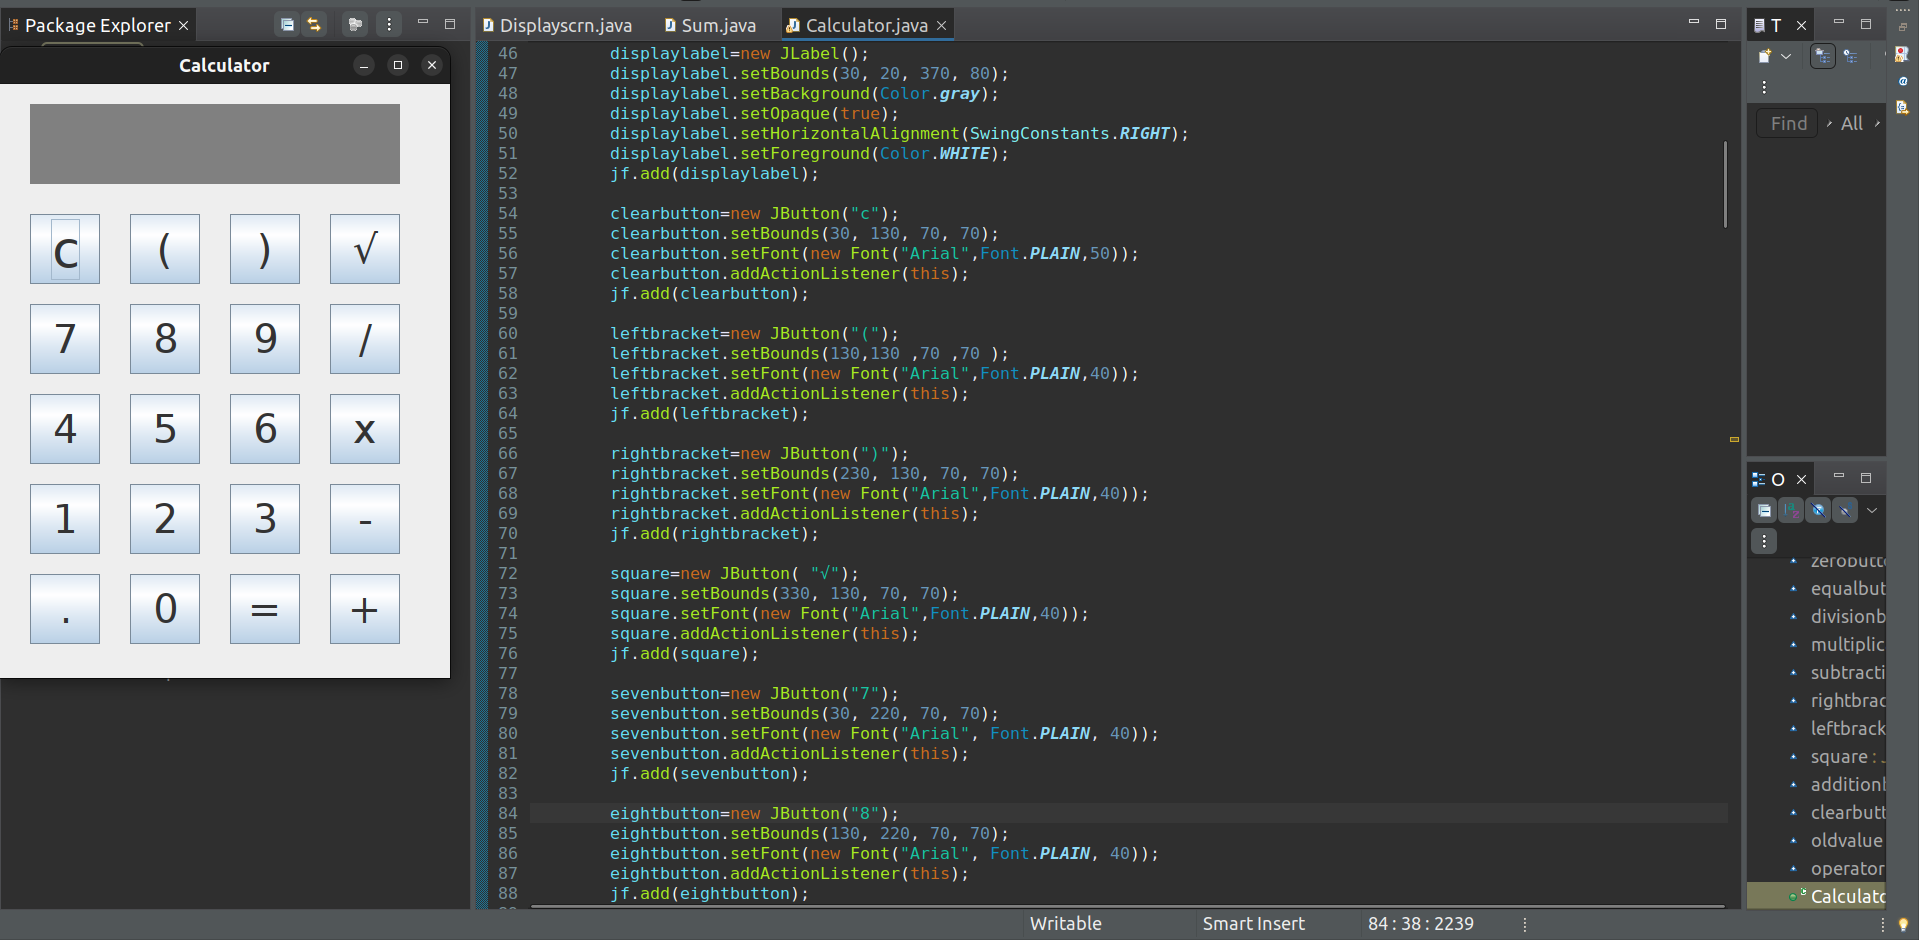 Package Explorer
Displayscrn.java
Sum.java
Calculator.java
T
Calculator
c
(
)
√
7
8
9
/
4
5
6
x
1
2
3
-
.
0
=
+
46 displaylabel=new JLabel();
47 displaylabel.setBounds(30, 20, 370, 80);
48 displaylabel.setBackground(Color.gray);
49 displaylabel.setOpaque(true);
50 displaylabel.setHorizontalAlignment(SwingConstants.RIGHT);
51 displaylabel.setForeground(Color.WHITE);
52 jf.add(displaylabel);
53
54 clearbutton=new JButton("c");
55 clearbutton.setBounds(30, 130, 70, 70);
56 clearbutton.setFont(new Font("Arial",Font.PLAIN,50));
57 clearbutton.addActionListener(this);
58 jf.add(clearbutton);
59
60 leftbracket=new JButton("(");
61 leftbracket.setBounds(130,130 ,70 ,70 );
62 leftbracket.setFont(new Font("Arial",Font.PLAIN,40));
63 leftbracket.addActionListener(this);
64 jf.add(leftbracket);
65
66 rightbracket=new JButton(")");
67 rightbracket.setBounds(230, 130, 70, 70);
68 rightbracket.setFont(new Font("Arial",Font.PLAIN,40));
69 rightbracket.addActionListener(this);
70 jf.add(rightbracket);
71
72 square=new JButton( "√");
73 square.setBounds(330, 130, 70, 70);
74 square.setFont(new Font("Arial",Font.PLAIN,40));
75 square.addActionListener(this);
76 jf.add(square);
77
78 sevenbutton=new JButton("7");
79 sevenbutton.setBounds(30, 220, 70, 70);
80 sevenbutton.setFont(new Font("Arial", Font.PLAIN, 40));
81 sevenbutton.addActionListener(this);
82 jf.add(sevenbutton);
83
84 eightbutton=new JButton("8");
85 eightbutton.setBounds(130, 220, 70, 70);
86 eightbutton.setFont(new Font("Arial", Font.PLAIN, 40));
87 eightbutton.addActionListener(this);
88 jf.add(eightbutton);
Find
All
O
zerobutto
equalbut
divisionb
multiplic
subtracti
rightbrac
leftbrack
square :
addition
clearbutt
oldvalue
operator
Calculato
Writable
Smart Insert
84:38:2239